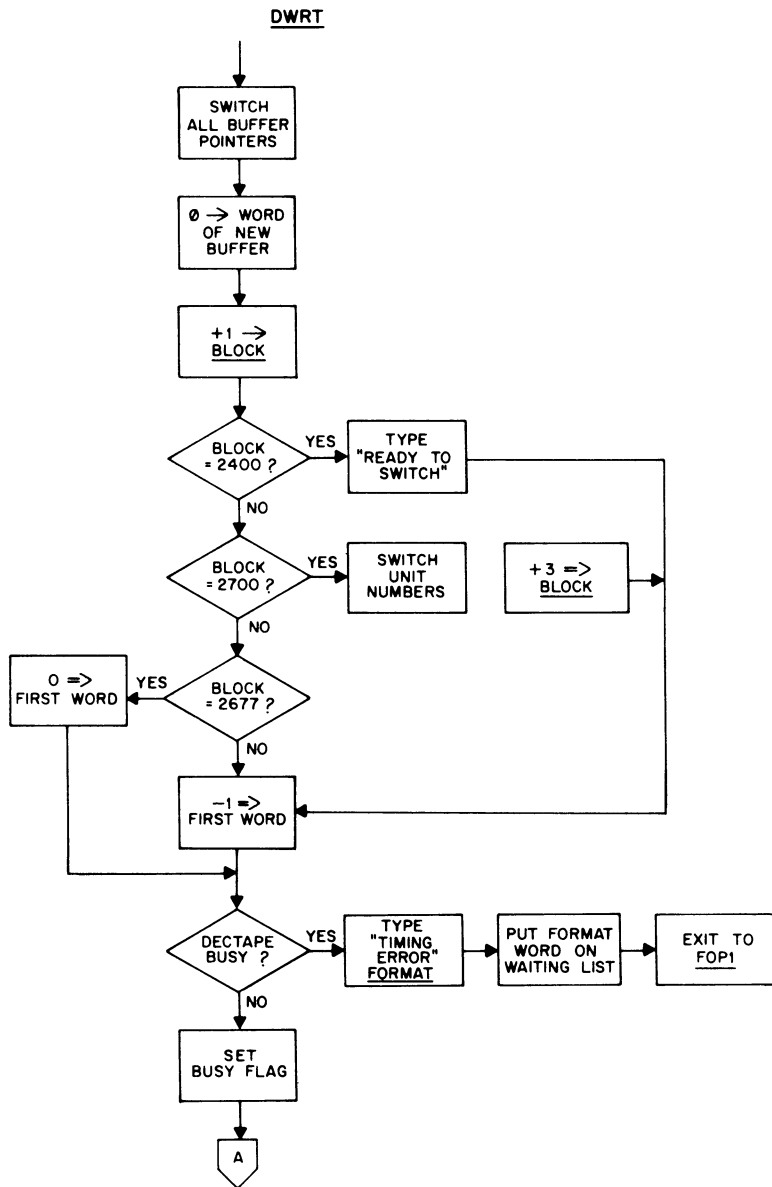 DWRT
SWITCH
ALL BUFFER
POINTERS
Ø → WORD
OF NEW
BUFFER
+1 →
BLOCK
BLOCK
= 2400 ?
YES
TYPE
"READY TO
SWITCH"
NO
BLOCK
= 2700 ?
YES
SWITCH
UNIT
NUMBERS
+3 =>
BLOCK
NO
0 =>
FIRST WORD
YES
BLOCK
= 2677 ?
NO
-1 =>
FIRST WORD
DECTAPE
BUSY ?
YES
TYPE
"TIMING
ERROR"
FORMAT
PUT FORMAT
WORD ON
WAITING LIST
EXIT TO
FOP1
NO
SET
BUSY FLAG
A